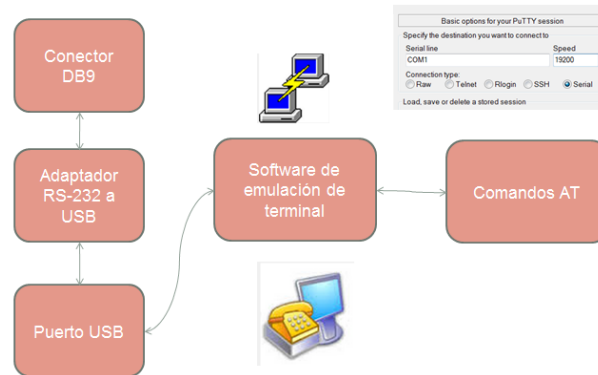 Conector
DB9
Adaptador
RS-232 a
USB
Puerto USB
Software de
emulación de
terminal
Comandos AT
Basic options for your PuTTY session
Specify the destination you want to connect to
Serial line
Speed
COM1
19200
Connection type:
Raw
Telnet
Rlogin
SSH
Serial
Load, save or delete a stored session